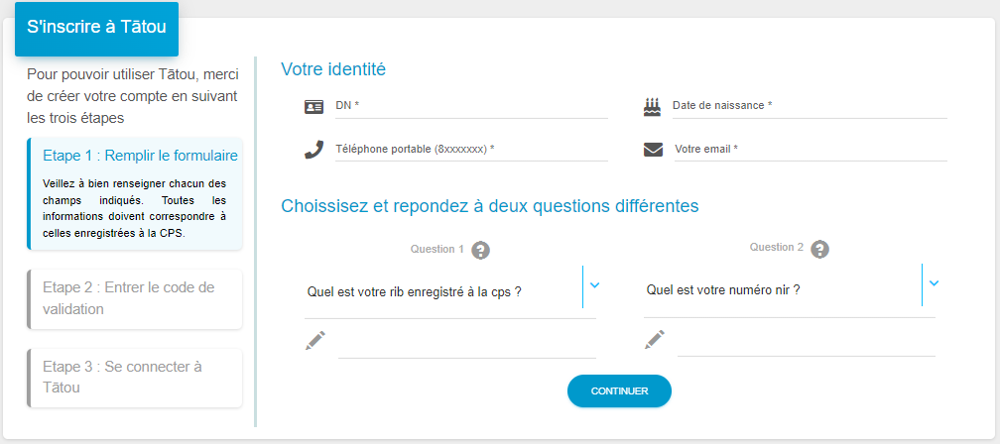 S'inscrire à Tātou
Pour pouvoir utiliser Tātou, merci
de créer votre compte en suivant
les trois étapes
Etape 1 : Remplir le formulaire
Veillez à bien renseigner chacun des
champs indiqués. Toutes les
informations doivent correspondre à
celles enregistrées à la CPS.
Etape 2 : Entrer le code de
validation
Etape 3 : Se connecter à
Tātou
Votre identité
DN *
Date de naissance *
Téléphone portable (8xxxxxxx) *
Votre email *
Choissisez et repondez à deux questions différentes
Question 1 ?
Question 2 ?
Quel est votre rib enregistré à la cps ?
Quel est votre numéro nir ?
CONTINUER